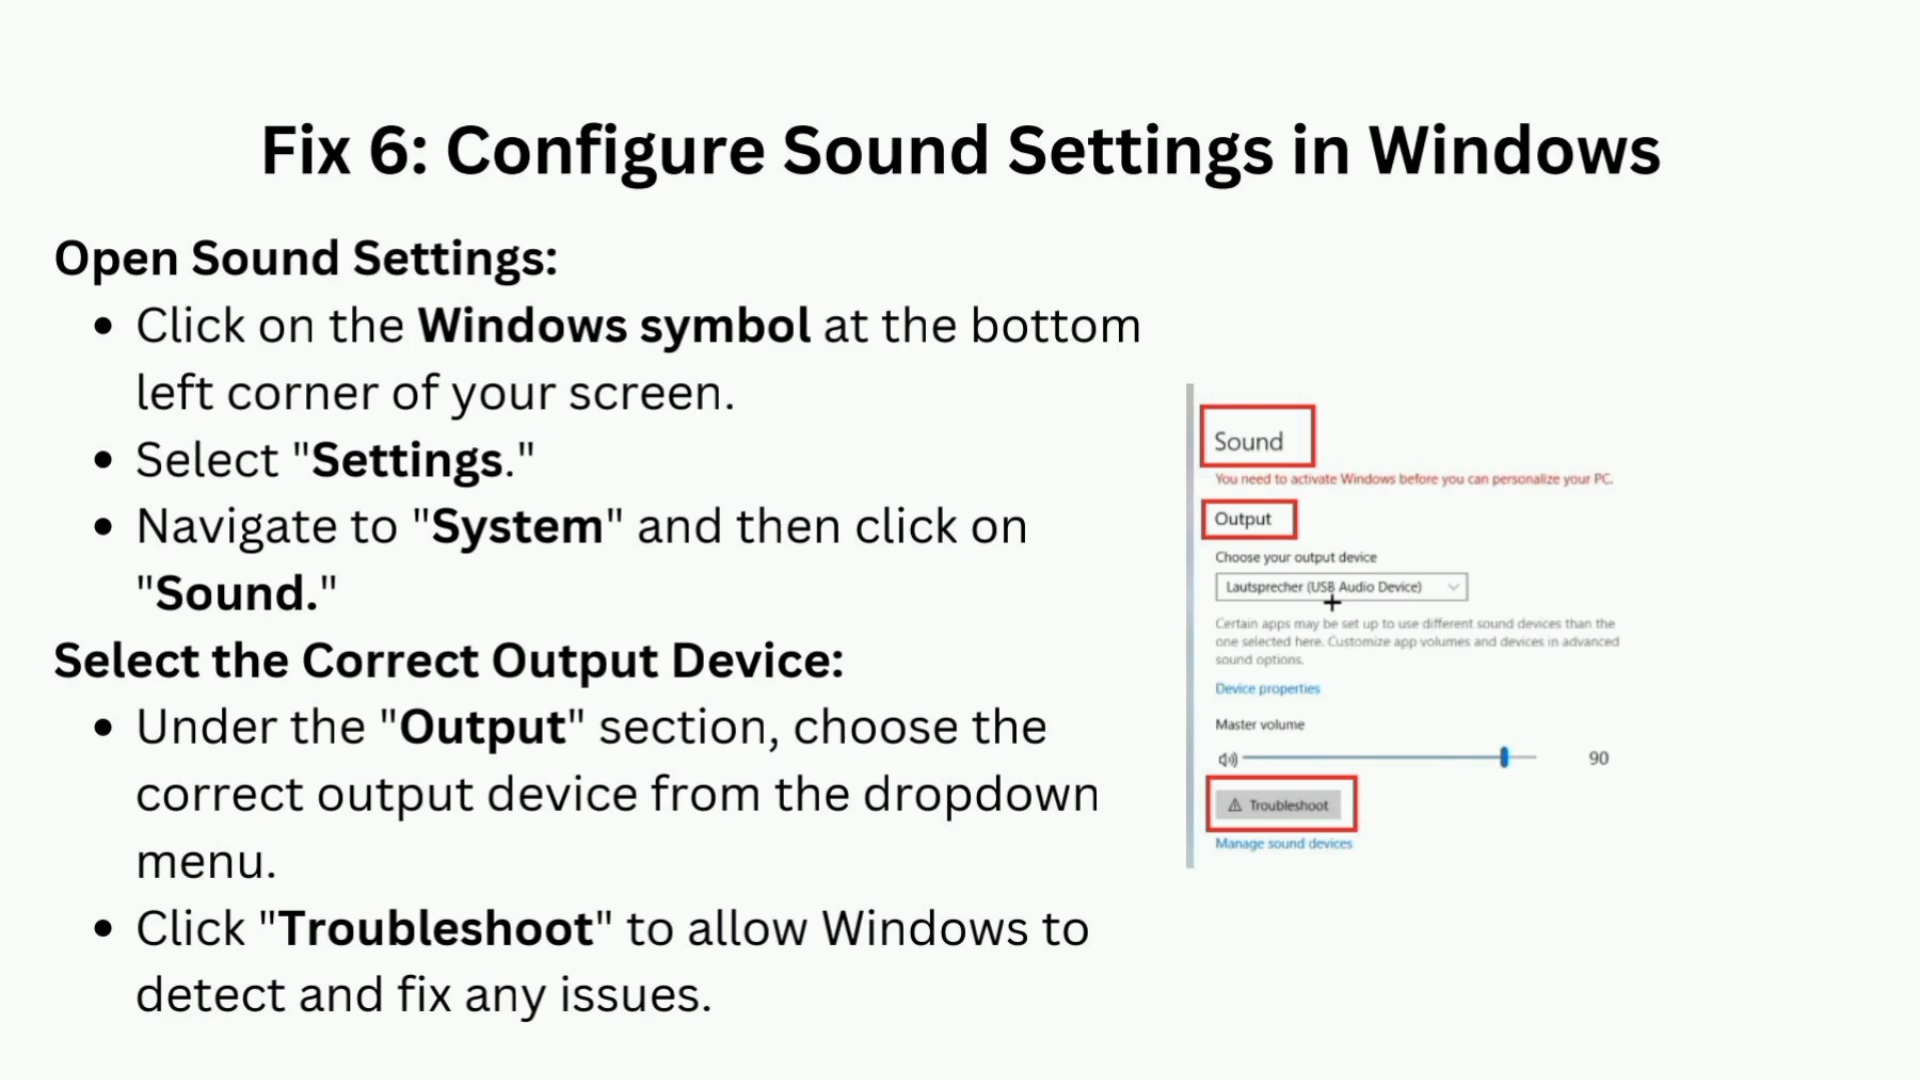 Fix 6: Configure Sound Settings in Windows
Open Sound Settings:
• Click on the Windows symbol at the bottom
left corner of your screen.
• Select "Settings."
• Navigate to "System" and then click on
"Sound."
Select the Correct Output Device:
• Under the "Output" section, choose the
correct output device from the dropdown
menu.
• Click "Troubleshoot" to allow Windows to
detect and fix any issues.
Sound
You need to activate Windows before you can personalize your PC.
Output
Choose your output device
Lautsprecher (USB Audio Device)
Certain apps may be set up to use different sound devices than the
one selected here. Customize app volumes and devices in advanced
sound options.
Device properties
Master volume
90
Troubleshoot
Manage sound devices